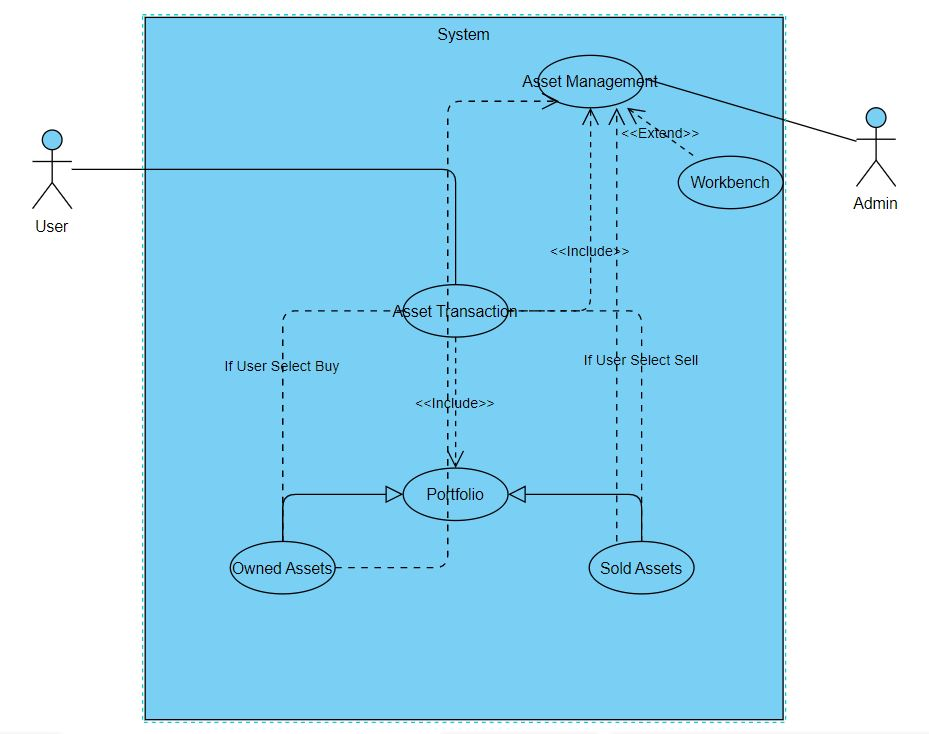 System
Asset Management
<<Extend>>
Workbench
User
Admin
<<Include>>
Asset Transaction
If User Select Buy
If User Select Sell
<<Include>>
Portfolio
Owned Assets
Sold Assets